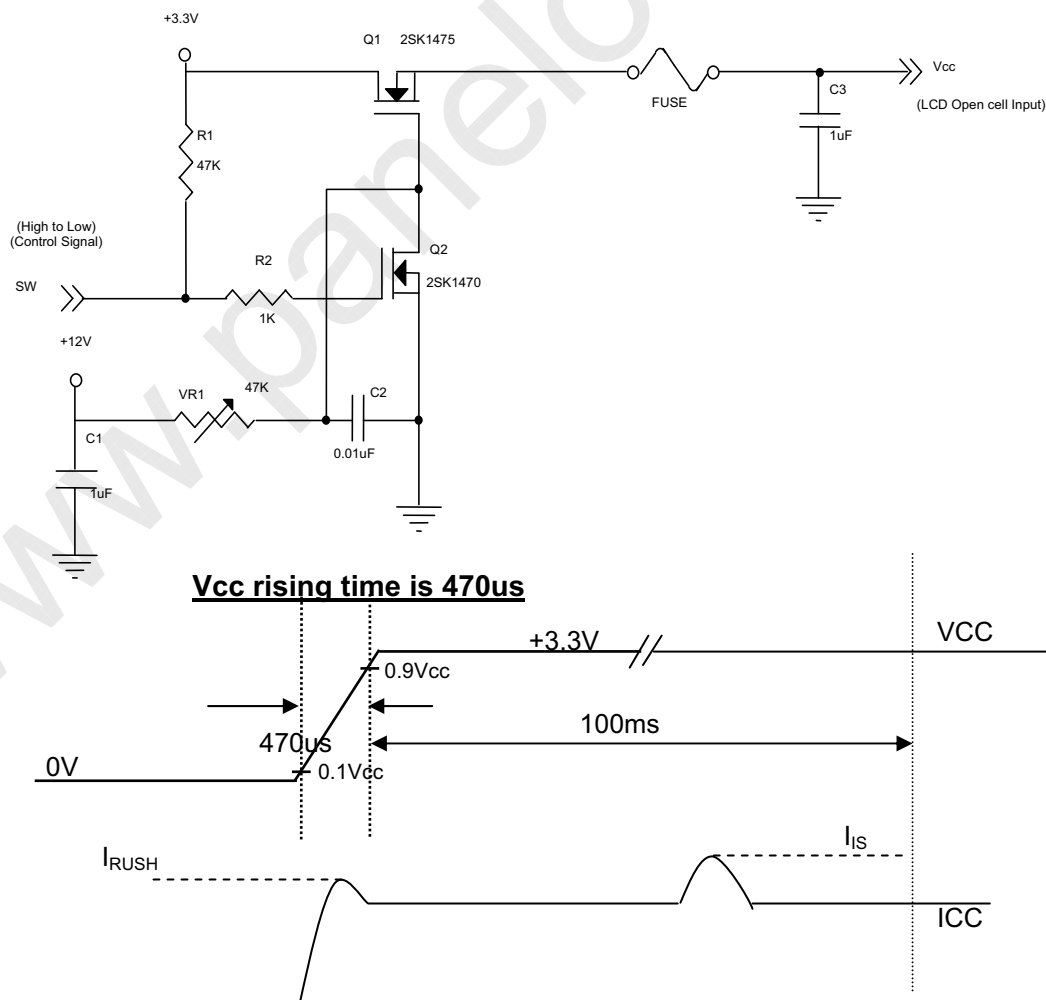 +3.3V
Q1 2SK1475
Vcc
FUSE
C3
(LCD Open cell Input)
R1
47K
1uF
(High to Low)
(Control Signal)
Q2
R2
2SK1470
SW
1K
+12V
VR1
47K
C2
C1
0.01uF
1uF
Vcc rising time is 470us
+3.3V
VCC
0.9Vcc
100ms
470us
0V
0.1Vcc
IRUSH
IIS
ICC
www.panelo